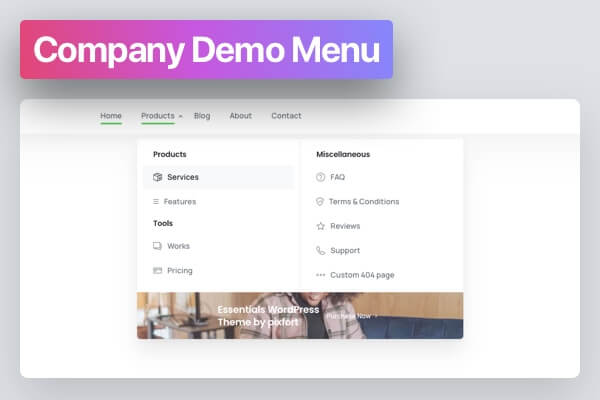 Company Demo Menu
Home Products Blog About Contact
Products
Services
Features
Tools
Works
Pricing
Miscellaneous
FAQ
Terms & Conditions
Reviews
Support
Custom 404 page
Essentials WordPress
Theme by pixfort
Purchase Now